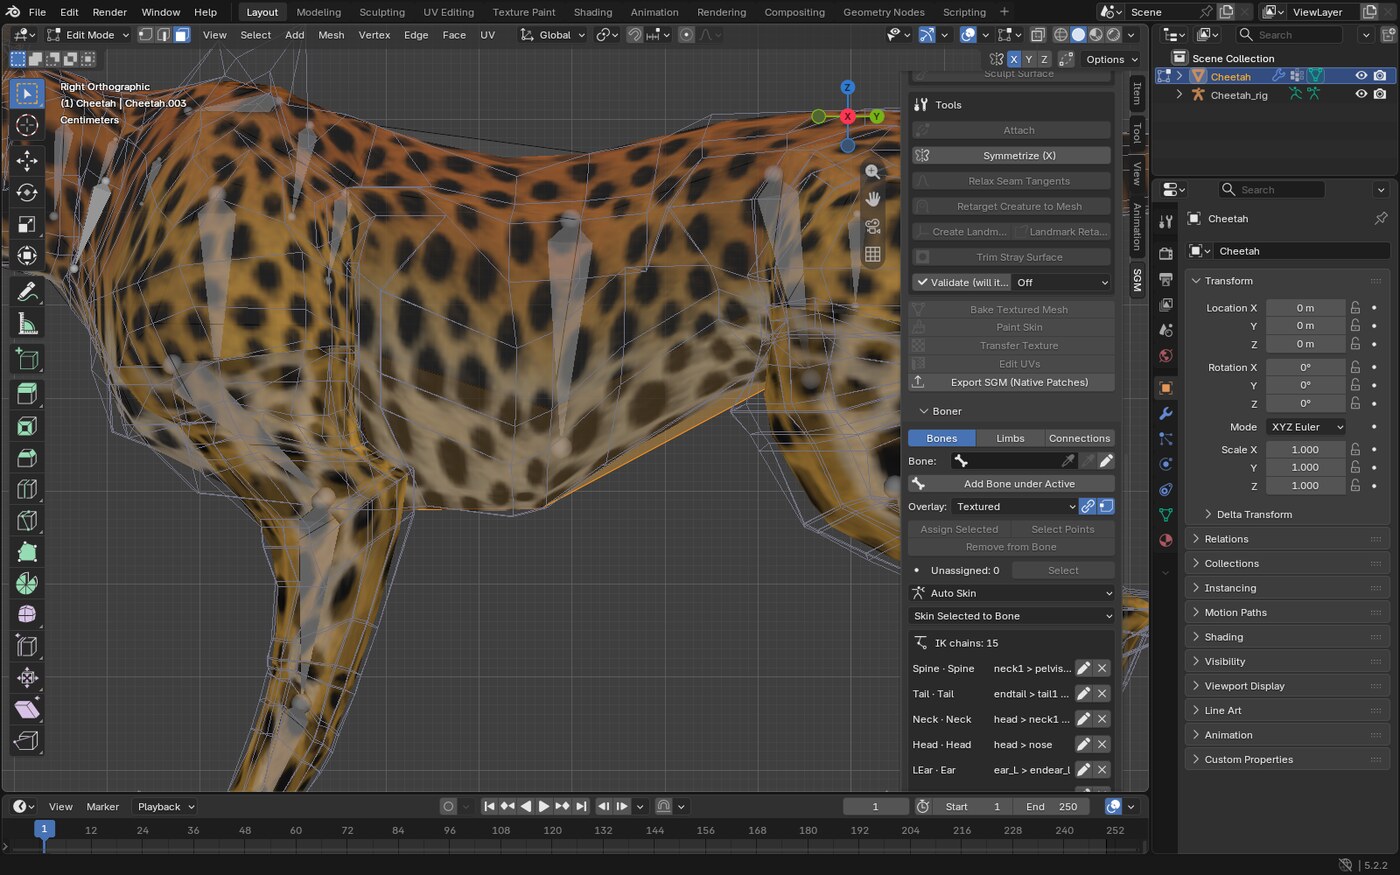 File Edit Render Window Help Layout Modeling Sculpting UV Editing Texture Paint Shading Animation Rendering Compositing Geometry Nodes Scripting + Scene ViewLayer
Edit Mode View Select Add Mesh Vertex Edge Face UV Global Search
X Y Z Options
Scene Collection
Cheetah
Cheetah_rig
Right Orthographic
(1) Cheetah | Cheetah.003
Centimeters
Z
X
Y
Sculpt Surface
Tools
Attach
Symmetrize (X)
Relax Seam Tangents
Retarget Creature to Mesh
Create Landm... Landmark Reta...
Trim Stray Surface
Validate (will it... Off
Bake Textured Mesh
Paint Skin
Transfer Texture
Edit UVs
Export SGM (Native Patches)
Boner
Bones Limbs Connections
Bone:
Add Bone under Active
Overlay: Textured
Assign Selected Select Points
Remove from Bone
Unassigned: 0 Select
Auto Skin
Skin Selected to Bone
IK chains: 15
Spine · Spine neck1 > pelvis...
Tail · Tail endtail > tail1 ...
Neck · Neck head > neck1 ...
Head · Head head > nose
LEar · Ear ear_L > endear_l
Item
Tool
View
Animation
SGM
Search
Cheetah
Cheetah
Transform
Location X 0 m
Y 0 m
Z 0 m
Rotation X 0°
Y 0°
Z 0°
Mode XYZ Euler
Scale X 1.000
Y 1.000
Z 1.000
Delta Transform
Relations
Collections
Instancing
Motion Paths
Shading
Visibility
Viewport Display
Line Art
Animation
Custom Properties
View Marker Playback 1 Start 1 End 250
1 12 24 36 48 60 72 84 96 108 120 132 144 156 168 180 192 204 216 228 240 252
5.2.2